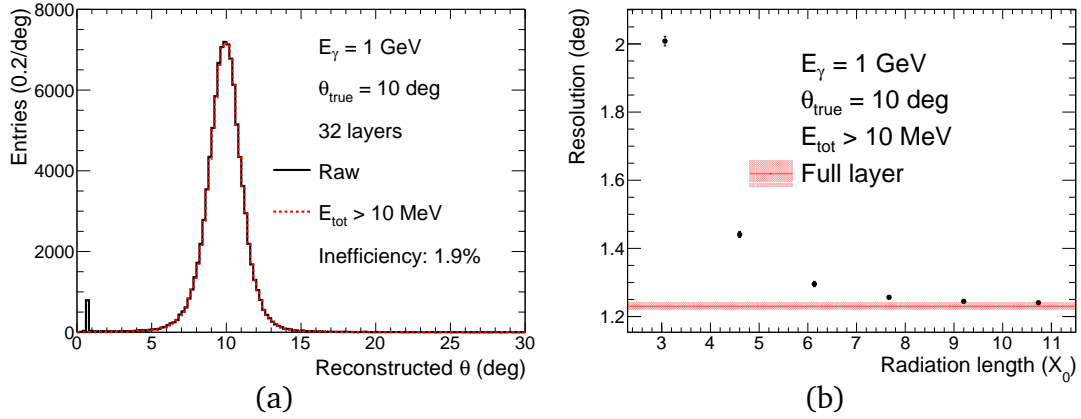 Entries (0.2/deg)
8000
6000
4000
2000
0
E_γ = 1 GeV
θ_true = 10 deg
32 layers
Raw
E_tot > 10 MeV
Inefficiency: 1.9%
0 5 10 15 20 25 30
Reconstructed θ (deg)
(a)
Resolution (deg)
2
1.8
1.6
1.4
1.2
E_γ = 1 GeV
θ_true = 10 deg
E_tot > 10 MeV
Full layer
3 4 5 6 7 8 9 10 11
Radiation length (X_0)
(b)